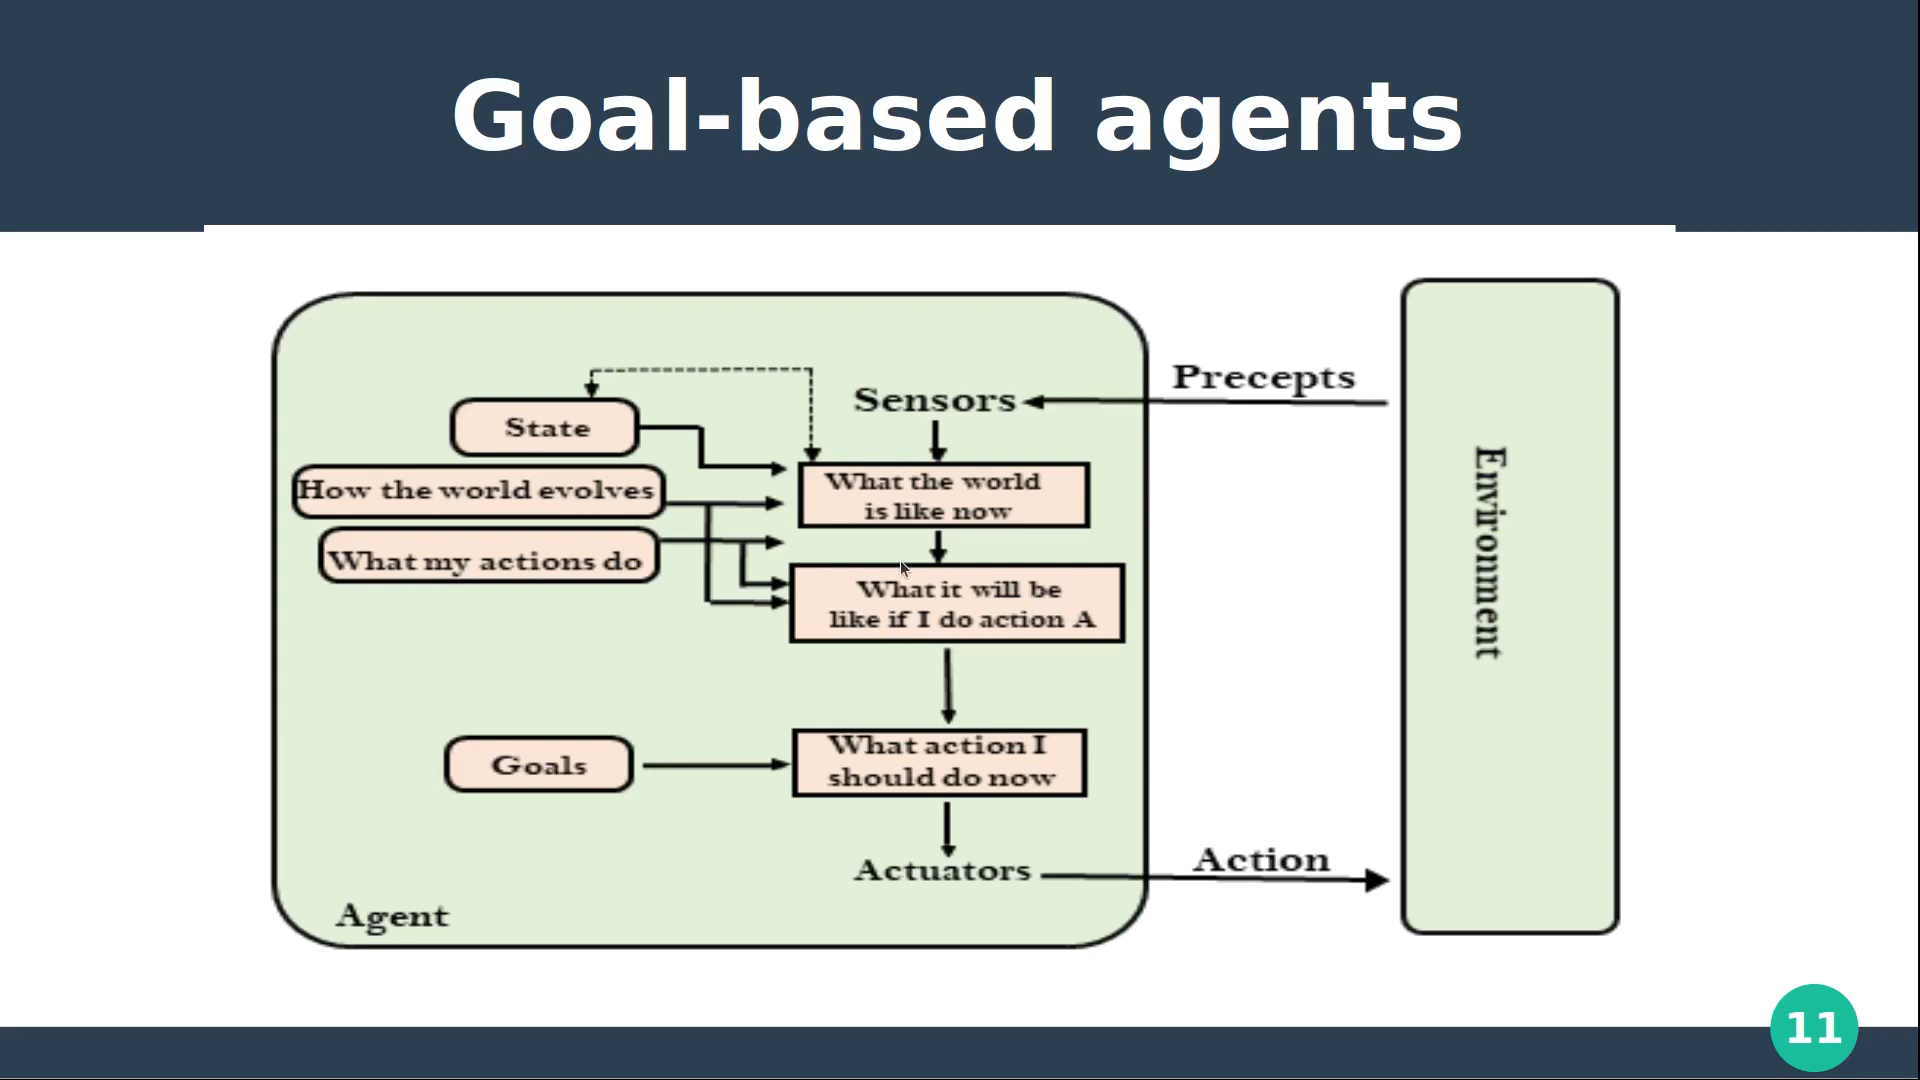 Goal-based agents
Precepts
Sensors
State
How the world evolves
What my actions do
What the world
is like now
What it will be
like if I do action A
Goals
What action I
should do now
Actuators
Action
Agent
Environment
11